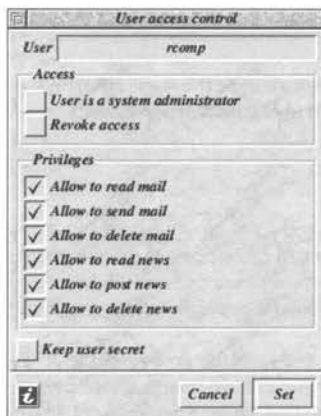 User access control
User rcomp
Access
User is a system administrator
Revoke access
Privileges
Allow to read mail
Allow to send mail
Allow to delete mail
Allow to read news
Allow to post news
Allow to delete news
Keep user secret
i Cancel Set